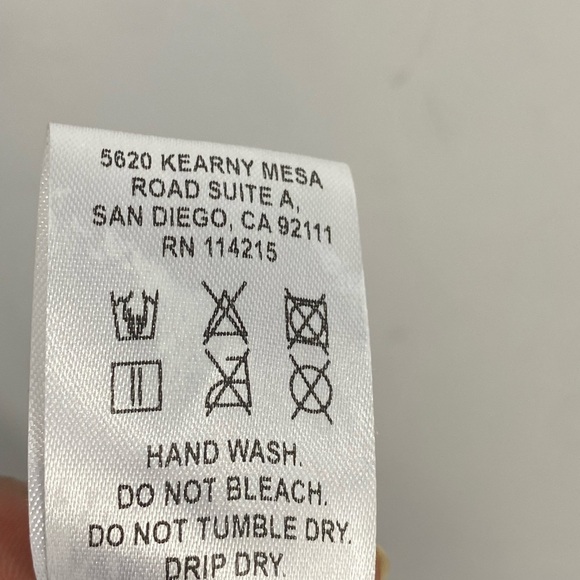 5620 KEARNY MESA
ROAD SUITE A,
SAN DIEGO, CA 92111
RN 114215
HAND WASH.
DO NOT BLEACH.
DO NOT TUMBLE DRY.
DRIP DRY.